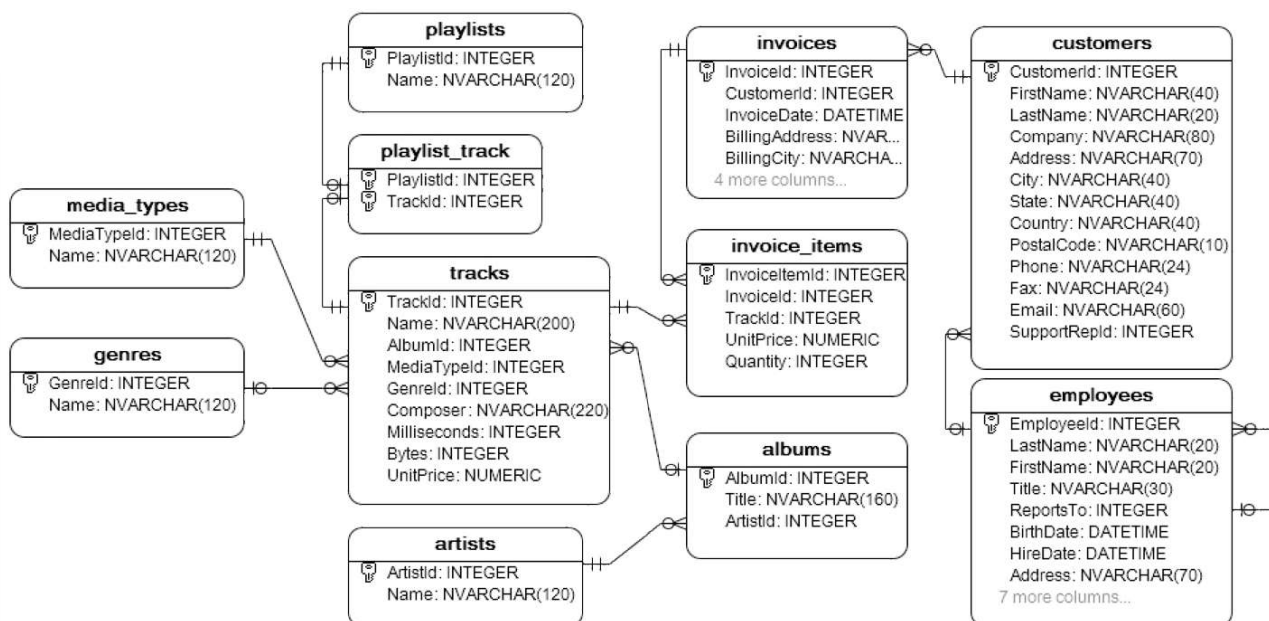 playlists
PlaylistId: INTEGER
Name: NVARCHAR(120)
playlist_track
PlaylistId: INTEGER
TrackId: INTEGER
media_types
MediaTypeId: INTEGER
Name: NVARCHAR(120)
genres
GenreId: INTEGER
Name: NVARCHAR(120)
tracks
TrackId: INTEGER
Name: NVARCHAR(200)
AlbumId: INTEGER
MediaTypeId: INTEGER
GenreId: INTEGER
Composer: NVARCHAR(220)
Milliseconds: INTEGER
Bytes: INTEGER
UnitPrice: NUMERIC
artists
ArtistId: INTEGER
Name: NVARCHAR(120)
invoices
InvoiceId: INTEGER
CustomerId: INTEGER
InvoiceDate: DATETIME
BillingAddress: NVAR...
BillingCity: NVARCHA...
4 more columns...
invoice_items
InvoiceItemId: INTEGER
InvoiceId: INTEGER
TrackId: INTEGER
UnitPrice: NUMERIC
Quantity: INTEGER
albums
AlbumId: INTEGER
Title: NVARCHAR(160)
ArtistId: INTEGER
customers
CustomerId: INTEGER
FirstName: NVARCHAR(40)
LastName: NVARCHAR(20)
Company: NVARCHAR(80)
Address: NVARCHAR(70)
City: NVARCHAR(40)
State: NVARCHAR(40)
Country: NVARCHAR(40)
PostalCode: NVARCHAR(10)
Phone: NVARCHAR(24)
Fax: NVARCHAR(24)
Email: NVARCHAR(60)
SupportRepId: INTEGER
employees
EmployeeId: INTEGER
LastName: NVARCHAR(20)
FirstName: NVARCHAR(20)
Title: NVARCHAR(30)
ReportsTo: INTEGER
BirthDate: DATETIME
HireDate: DATETIME
Address: NVARCHAR(70)
7 more columns...